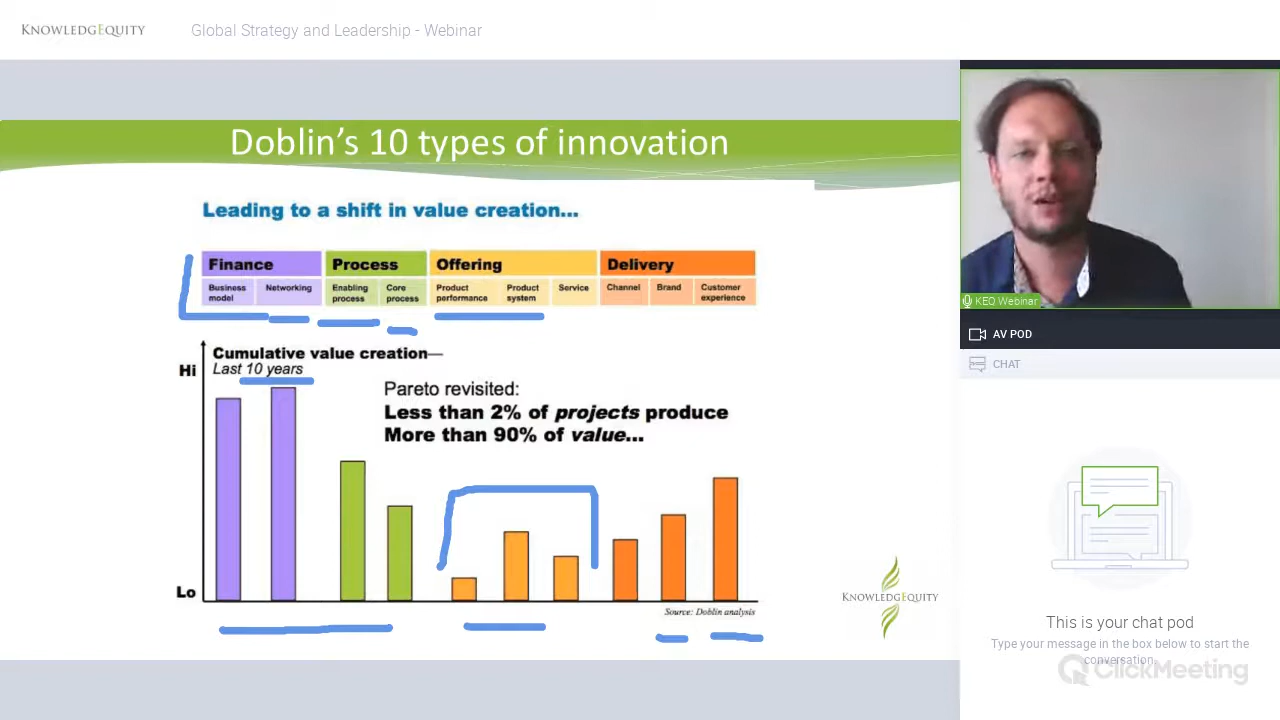 KNOWLEDGEQUITY
Global Strategy and Leadership - Webinar
Doblin's 10 types of innovation
Leading to a shift in value creation...
Finance Process Offering Delivery
Business model Networking Enabling process Core process Product performance Product system Service Channel Brand Customer experience
Cumulative value creation—
Last 10 years
Hi
Pareto revisited:
Less than 2% of projects produce
More than 90% of value...
Lo
Source: Doblin analysis
KNOWLEDGEQUITY
KEQ Webinar
AV POD
CHAT
This is your chat pod
Type your message in the box below to start the
conversation.
ClickMeeting